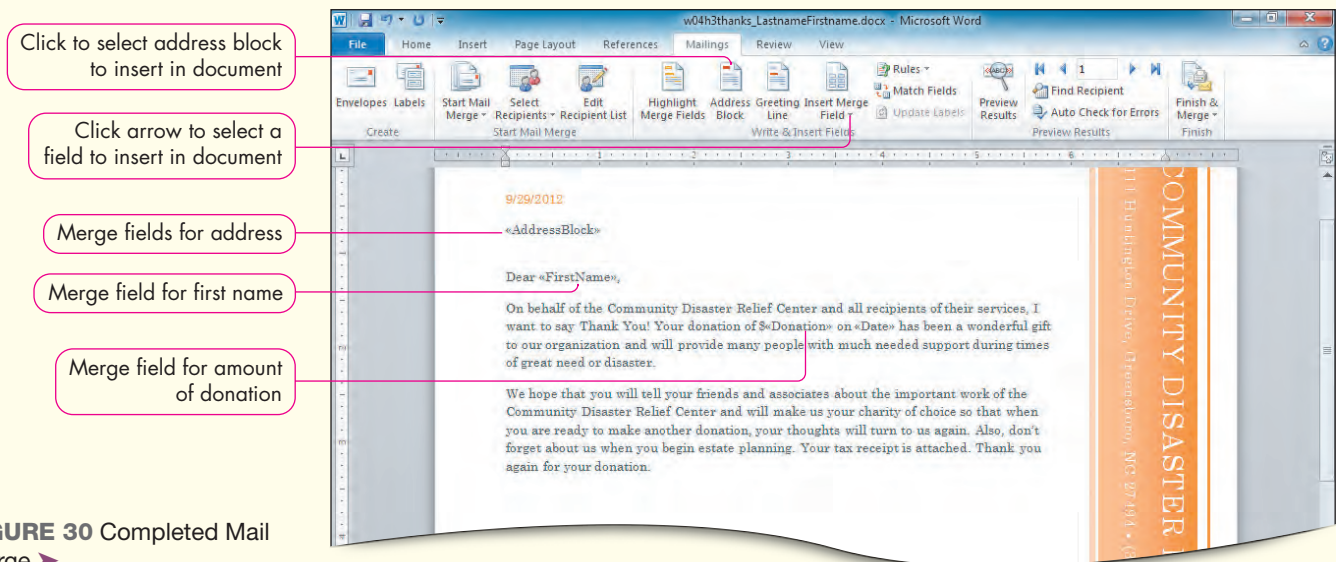 Click to select address block
to insert in document
Click arrow to select a
field to insert in document
Merge fields for address
Merge field for first name
Merge field for amount
of donation
W
w04h3thanks_LastnameFirstname.docx - Microsoft Word
File Home Insert Page Layout References Mailings Review View
Envelopes Labels
Create
Start Mail Merge
Select Recipients
Edit Recipient List
Start Mail Merge
Highlight Merge Fields
Address Block
Greeting Line
Insert Merge Field
Rules
Match Fields
Update Labels
Write & Insert Fields
ABC
Preview Results
1
Find Recipient
Auto Check for Errors
Preview Results
Finish & Merge
Finish
L
1 2 3 4 5 6
9/29/2012
«AddressBlock»
Dear «FirstName»,
On behalf of the Community Disaster Relief Center and all recipients of their services, I
want to say Thank You! Your donation of $«Donation» on «Date» has been a wonderful gift
to our organization and will provide many people with much needed support during times
of great need or disaster.
We hope that you will tell your friends and associates about the important work of the
Community Disaster Relief Center and will make us your charity of choice so that when
you are ready to make another donation, your thoughts will turn to us again. Also, don't
forget about us when you begin estate planning. Your tax receipt is attached. Thank you
again for your donation.
COMMUNITY DISASTER
Huntington Drive, Greensboro, NC
GURE 30 Completed Mail